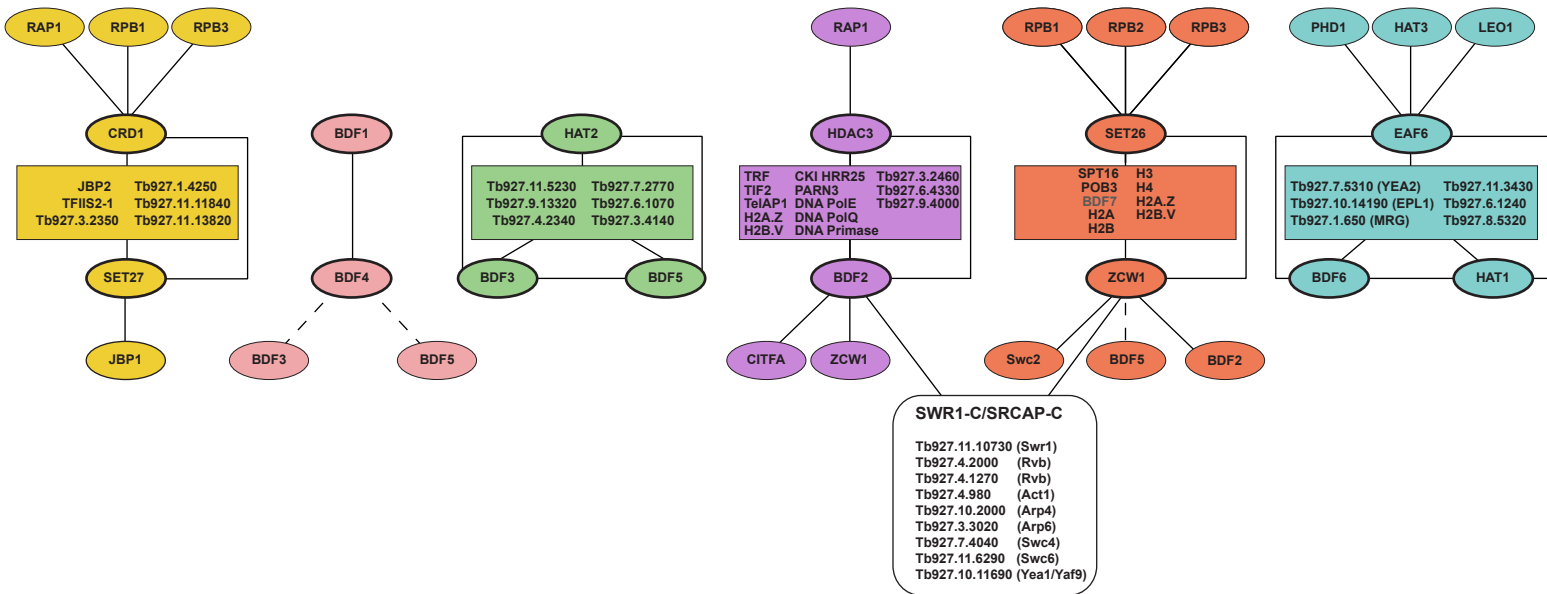 RAP1 RPB1 RPB3
CRD1
JBP2 Tb927.1.4250
TFIIS2-1 Tb927.11.11840
Tb927.3.2350 Tb927.11.13820
SET27
JBP1
BDF1
BDF4
BDF3 BDF5
HAT2
Tb927.11.5230 Tb927.7.2770
Tb927.9.13320 Tb927.6.1070
Tb927.4.2340 Tb927.3.4140
BDF3 BDF5
RAP1
HDAC3
TRF CKI HRR25 Tb927.3.2460
TIF2 PARN3 Tb927.6.4330
TelAP1 DNA PolE Tb927.9.4000
H2A.Z DNA PolQ
H2B.V DNA Primase
BDF2
CITFA ZCW1
RPB1 RPB2 RPB3
SET26
SPT16 H3
POB3 H4
BDF7 H2A.Z
H2A H2B.V
H2B
ZCW1
Swc2 BDF5 BDF2
SWR1-C/SRCAP-C
Tb927.11.10730 (Swr1)
Tb927.4.2000 (Rvb)
Tb927.4.1270 (Rvb)
Tb927.4.980 (Act1)
Tb927.10.2000 (Arp4)
Tb927.3.3020 (Arp6)
Tb927.7.4040 (Swc4)
Tb927.11.6290 (Swc6)
Tb927.10.11690 (Yea1/Yaf9)
PHD1 HAT3 LEO1
EAF6
Tb927.7.5310 (YEA2) Tb927.11.3430
Tb927.10.14190 (EPL1) Tb927.6.1240
Tb927.1.650 (MRG) Tb927.8.5320
BDF6 HAT1